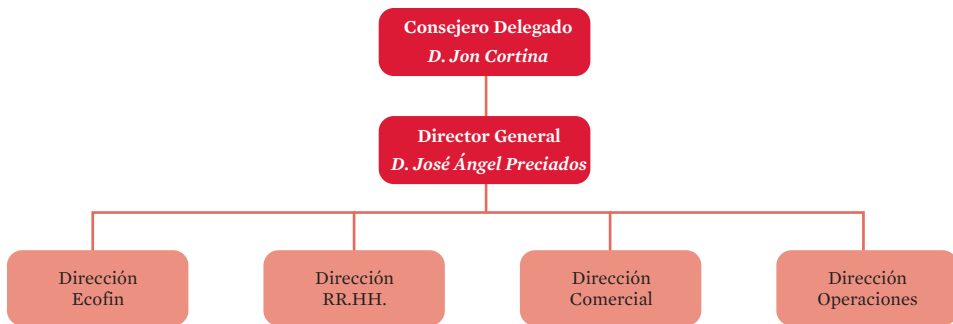 Consejero Delegado
D. Jon Cortina
Director General
D. José Ángel Preciados
Dirección
Ecofin
Dirección
RR.HH.
Dirección
Comercial
Dirección
Operaciones